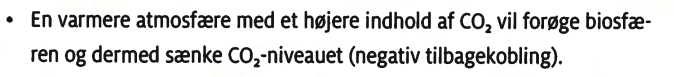 • En varmere atmosfære med et højere indhold af CO₂ vil forøge biosfæ-
ren og dermed sænke CO₂-niveauet (negativ tilbagekobling).